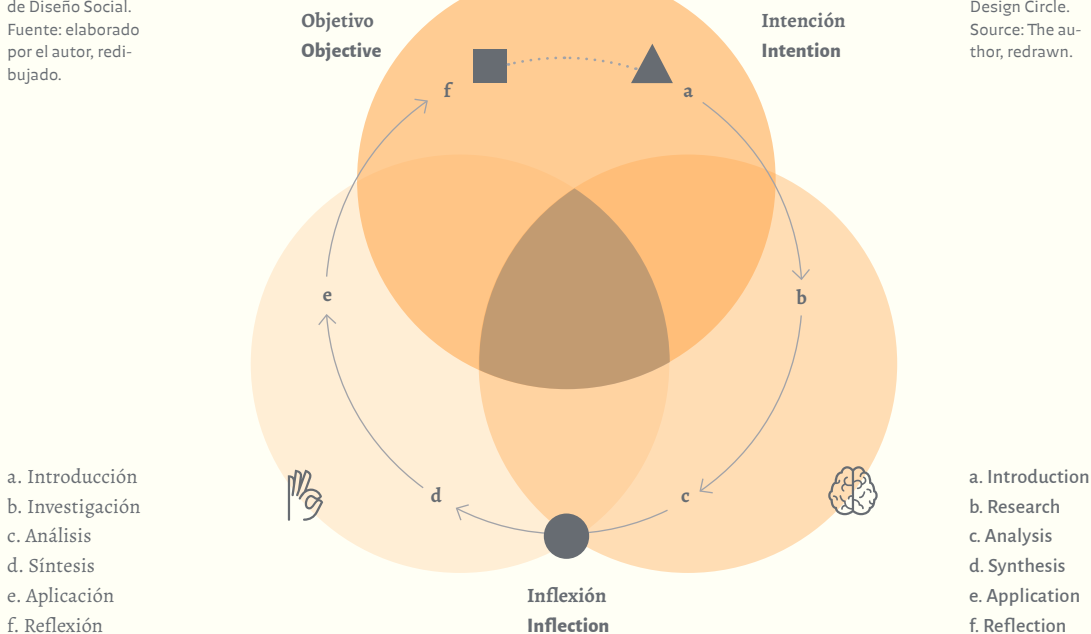 de Diseño Social.
Fuente: elaborado
por el autor, redi-
bujado.
Objetivo
Objective
Intención
Intention
Design Circle.
Source: The au-
thor, redrawn.
f
a
e
b
d
c
a. Introducción
b. Investigación
c. Análisis
d. Síntesis
e. Aplicación
f. Reflexión
Inflexión
Inflection
a. Introduction
b. Research
c. Analysis
d. Synthesis
e. Application
f. Reflection